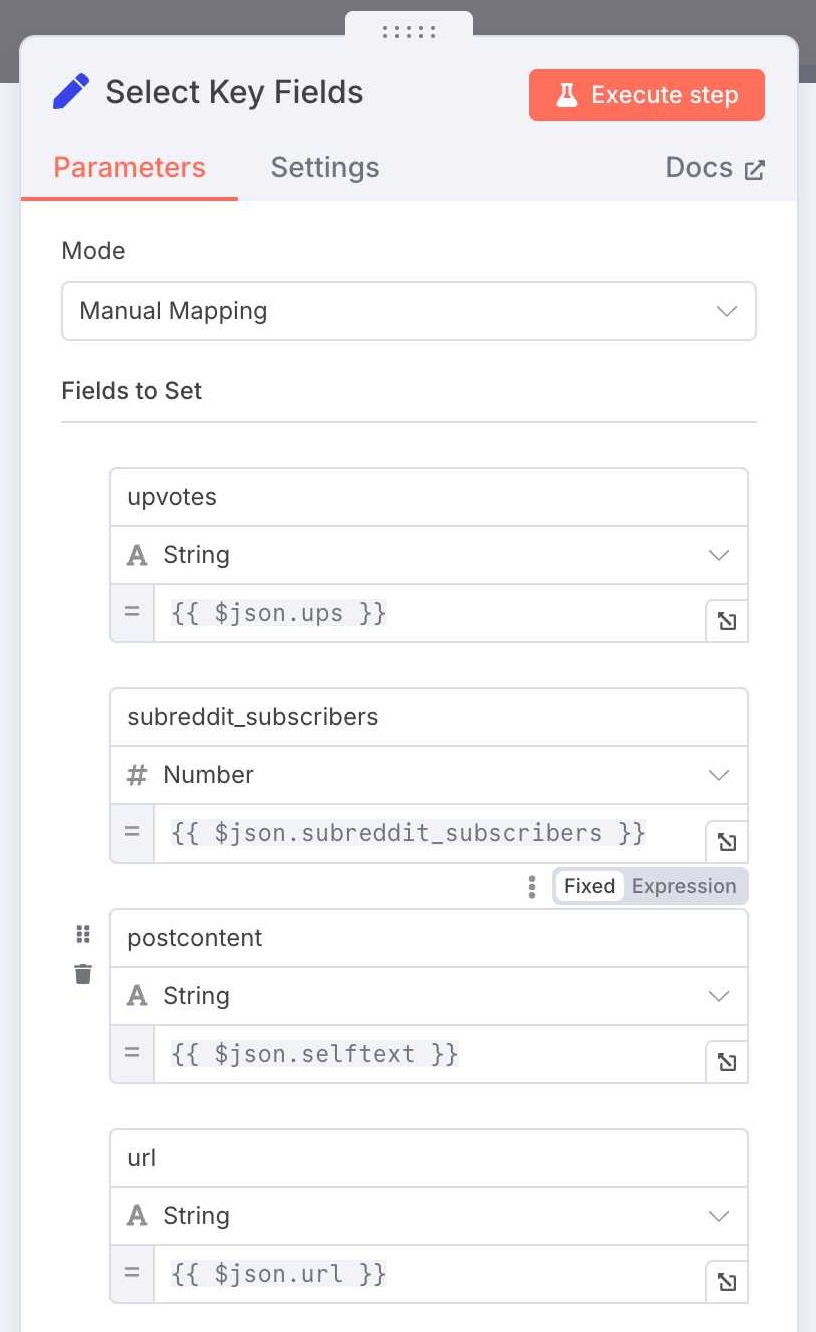 Select Key Fields
Execute step
Parameters
Settings
Docs
Mode
Manual Mapping
Fields to Set
upvotes
A String
= {{ $json.ups }}
subreddit_subscribers
# Number
= {{ $json.subreddit_subscribers }}
Fixed Expression
postcontent
A String
= {{ $json.selftext }}
url
A String
= {{ $json.url }}